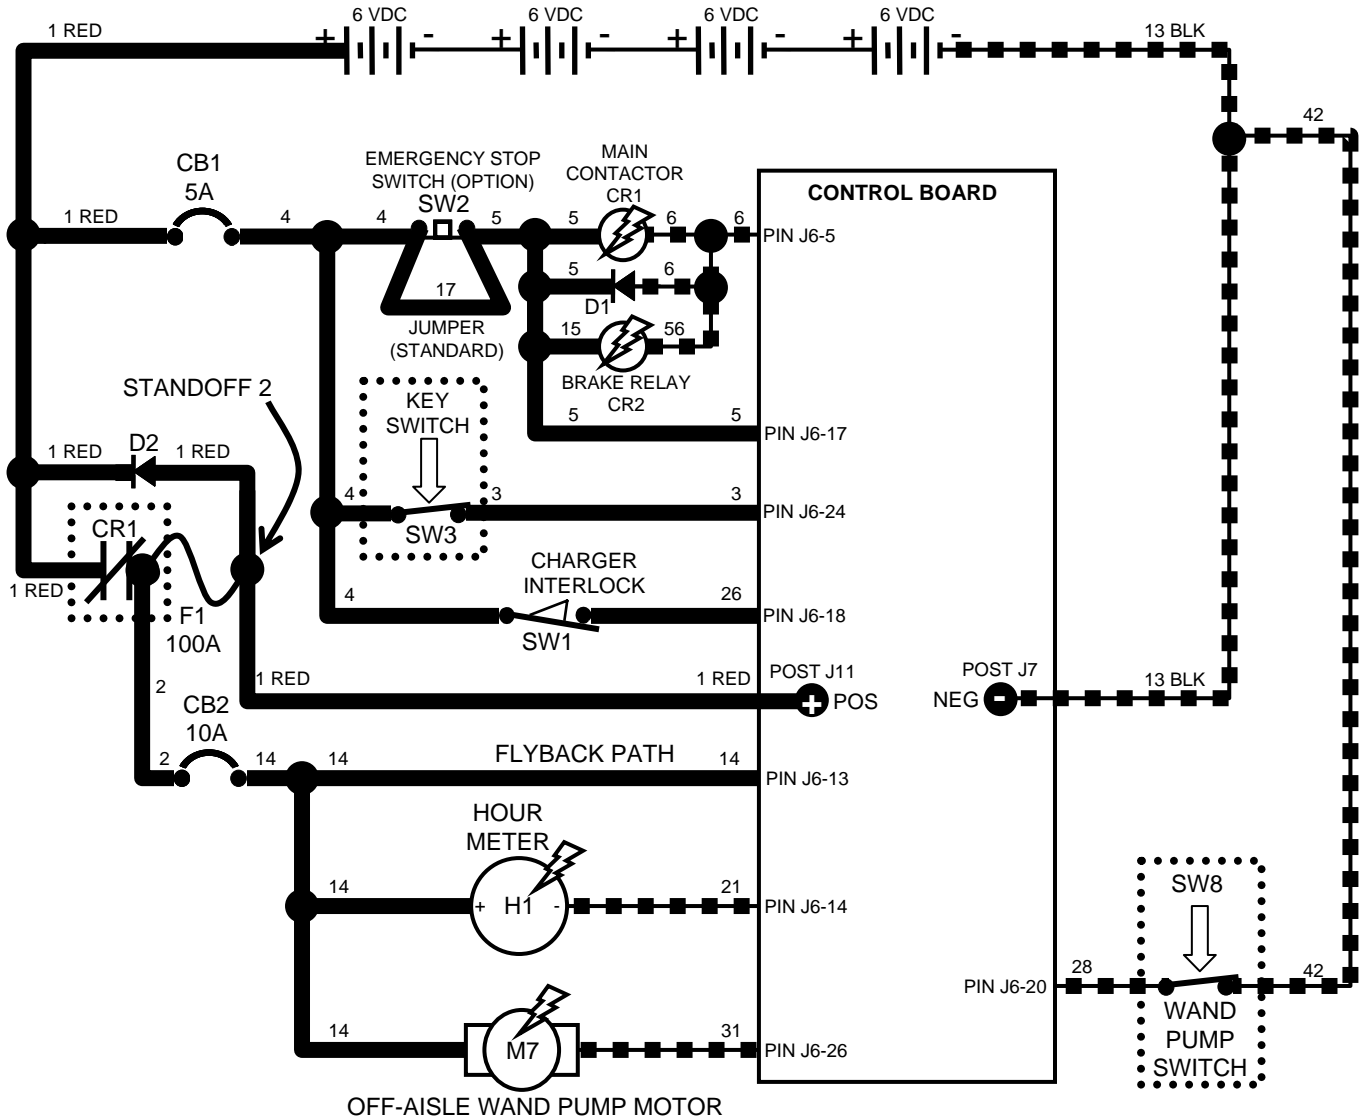 6 VDC 6 VDC 6 VDC 6 VDC
1 RED + - + - + - + - 13 BLK
42
CB1
5A
EMERGENCY STOP
SWITCH (OPTION)
SW2
MAIN
CONTACTOR
CR1
CONTROL BOARD
1 RED 4 4 5 5 6 6 PIN J6-5
5 6
17 D1
JUMPER
(STANDARD)
15 56
BRAKE RELAY
CR2
STANDOFF 2
KEY
SWITCH
5 5 PIN J6-17
1 RED D2 1 RED
4 3 3 PIN J6-24
SW3
CR1
1 RED
F1
100A
CHARGER
INTERLOCK
4 26 PIN J6-18
SW1
1 RED 1 RED POST J11 POST J7 13 BLK
+ POS NEG -
2
CB2
10A
2 14 14 FLYBACK PATH 14 PIN J6-13
HOUR
METER
14 + H1 - 21 PIN J6-14
SW8
PIN J6-20 28 42
WAND
PUMP
SWITCH
14 M7 31 PIN J6-26
OFF-AISLE WAND PUMP MOTOR